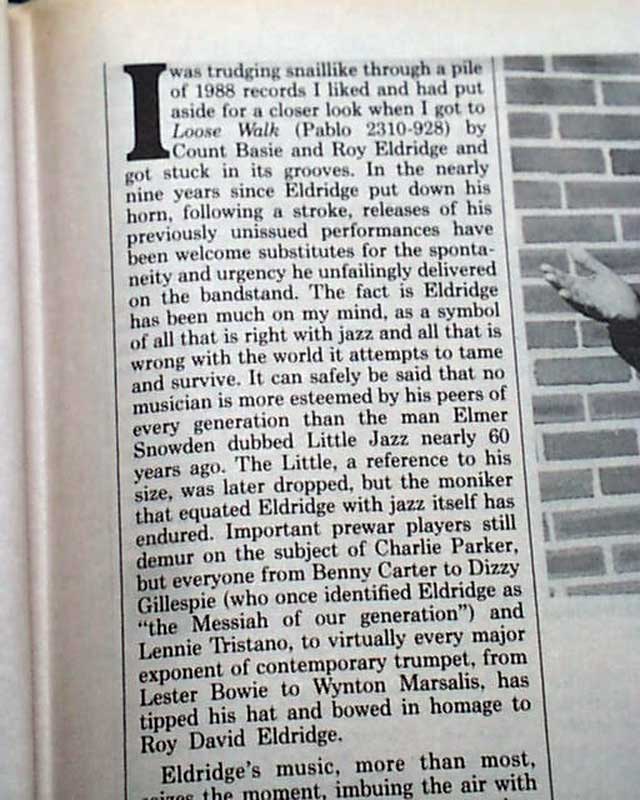 I was trudging snaillike through a pile
of 1988 records I liked and had put
aside for a closer look when I got to
Loose Walk (Pablo 2310-928) by
Count Basie and Roy Eldridge and
got stuck in its grooves. In the nearly
nine years since Eldridge put down his
horn, following a stroke, releases of his
previously unissued performances have
been welcome substitutes for the sponta-
neity and urgency he unfailingly delivered
on the bandstand. The fact is Eldridge
has been much on my mind, as a symbol
of all that is right with jazz and all that is
wrong with the world it attempts to tame
and survive. It can safely be said that no
musician is more esteemed by his peers of
every generation than the man Elmer
Snowden dubbed Little Jazz nearly 60
years ago. The Little, a reference to his
size, was later dropped, but the moniker
that equated Eldridge with jazz itself has
endured. Important prewar players still
demur on the subject of Charlie Parker,
but everyone from Benny Carter to Dizzy
Gillespie (who once identified Eldridge as
“the Messiah of our generation”) and
Lennie Tristano, to virtually every major
exponent of contemporary trumpet, from
Lester Bowie to Wynton Marsalis, has
tipped his hat and bowed in homage to
Roy David Eldridge.
Eldridge’s music, more than most,
seizes the moment, imbuing the air with